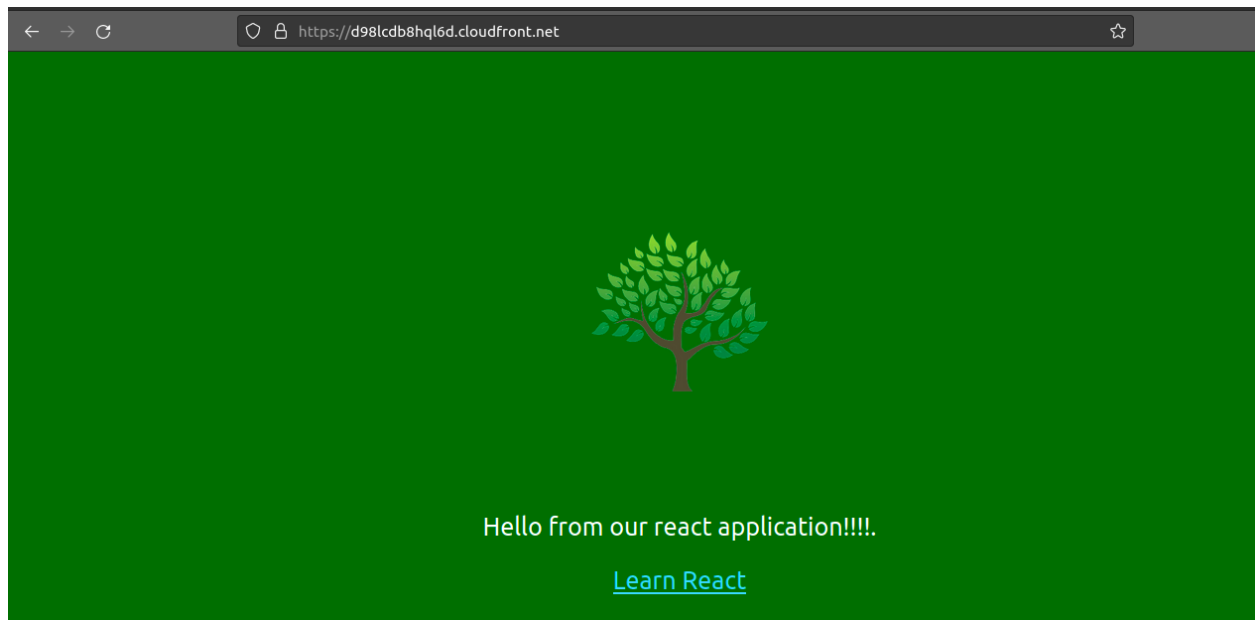 https://d98lcdb8hql6d.cloudfront.net
Hello from our react application!!!!.
Learn React